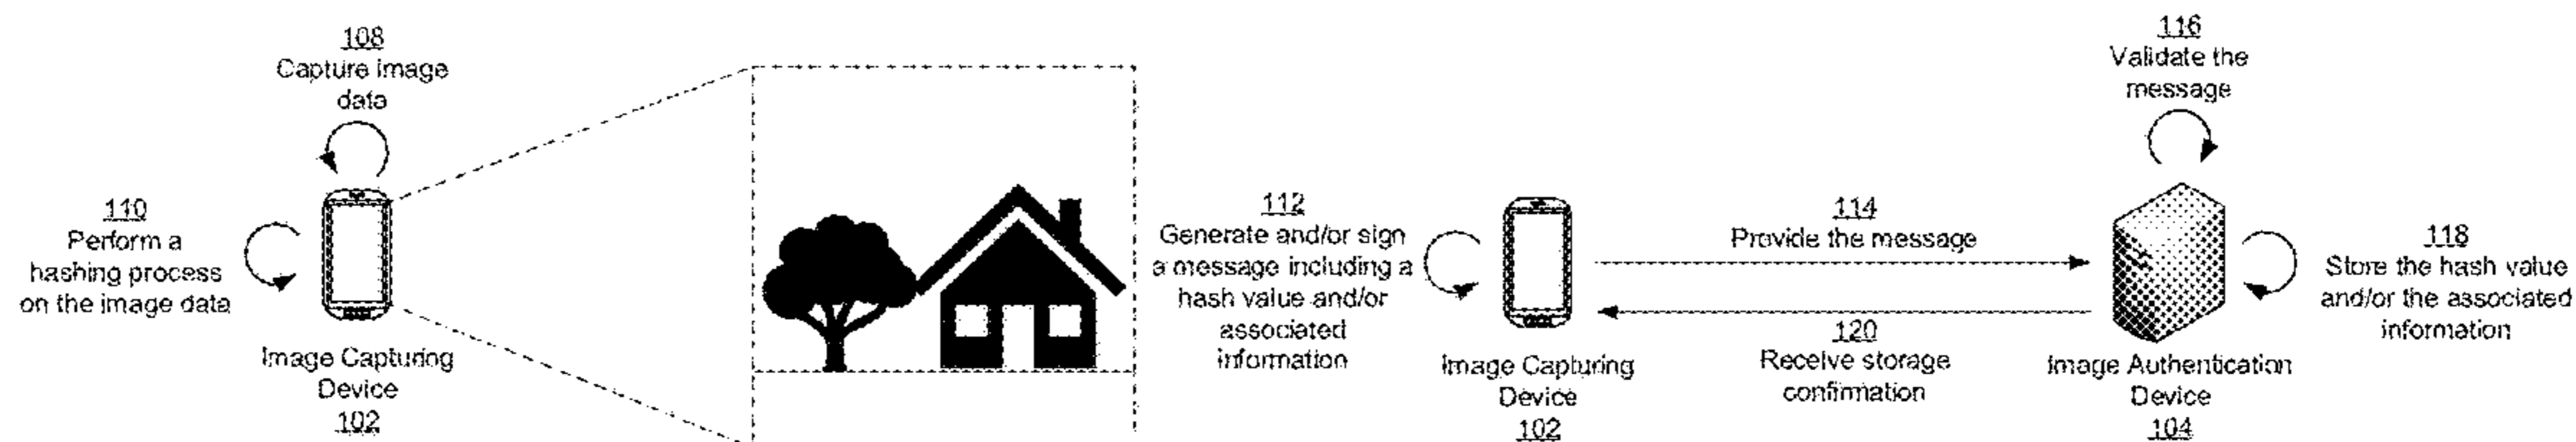 108
Capture image
data
110
Perform a
hashing process
on the image data
Image Capturing
Device
102
112
Generate and/or sign
a message including a
hash value and/or
associated
information
Image Capturing
Device
102
114
Provide the message
120
Receive storage
confirmation
116
Validate the
message
Image Authentication
Device
104
118
Store the hash value
and/or the associated
information